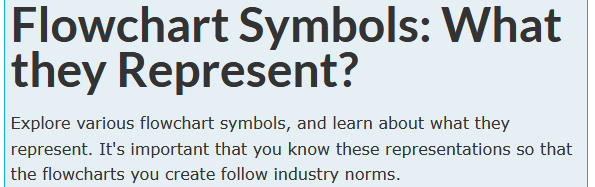 Flowchart Symbols: What
they Represent?
Explore various flowchart symbols, and learn about what they
represent. It's important that you know these representations so that
the flowcharts you create follow industry norms.